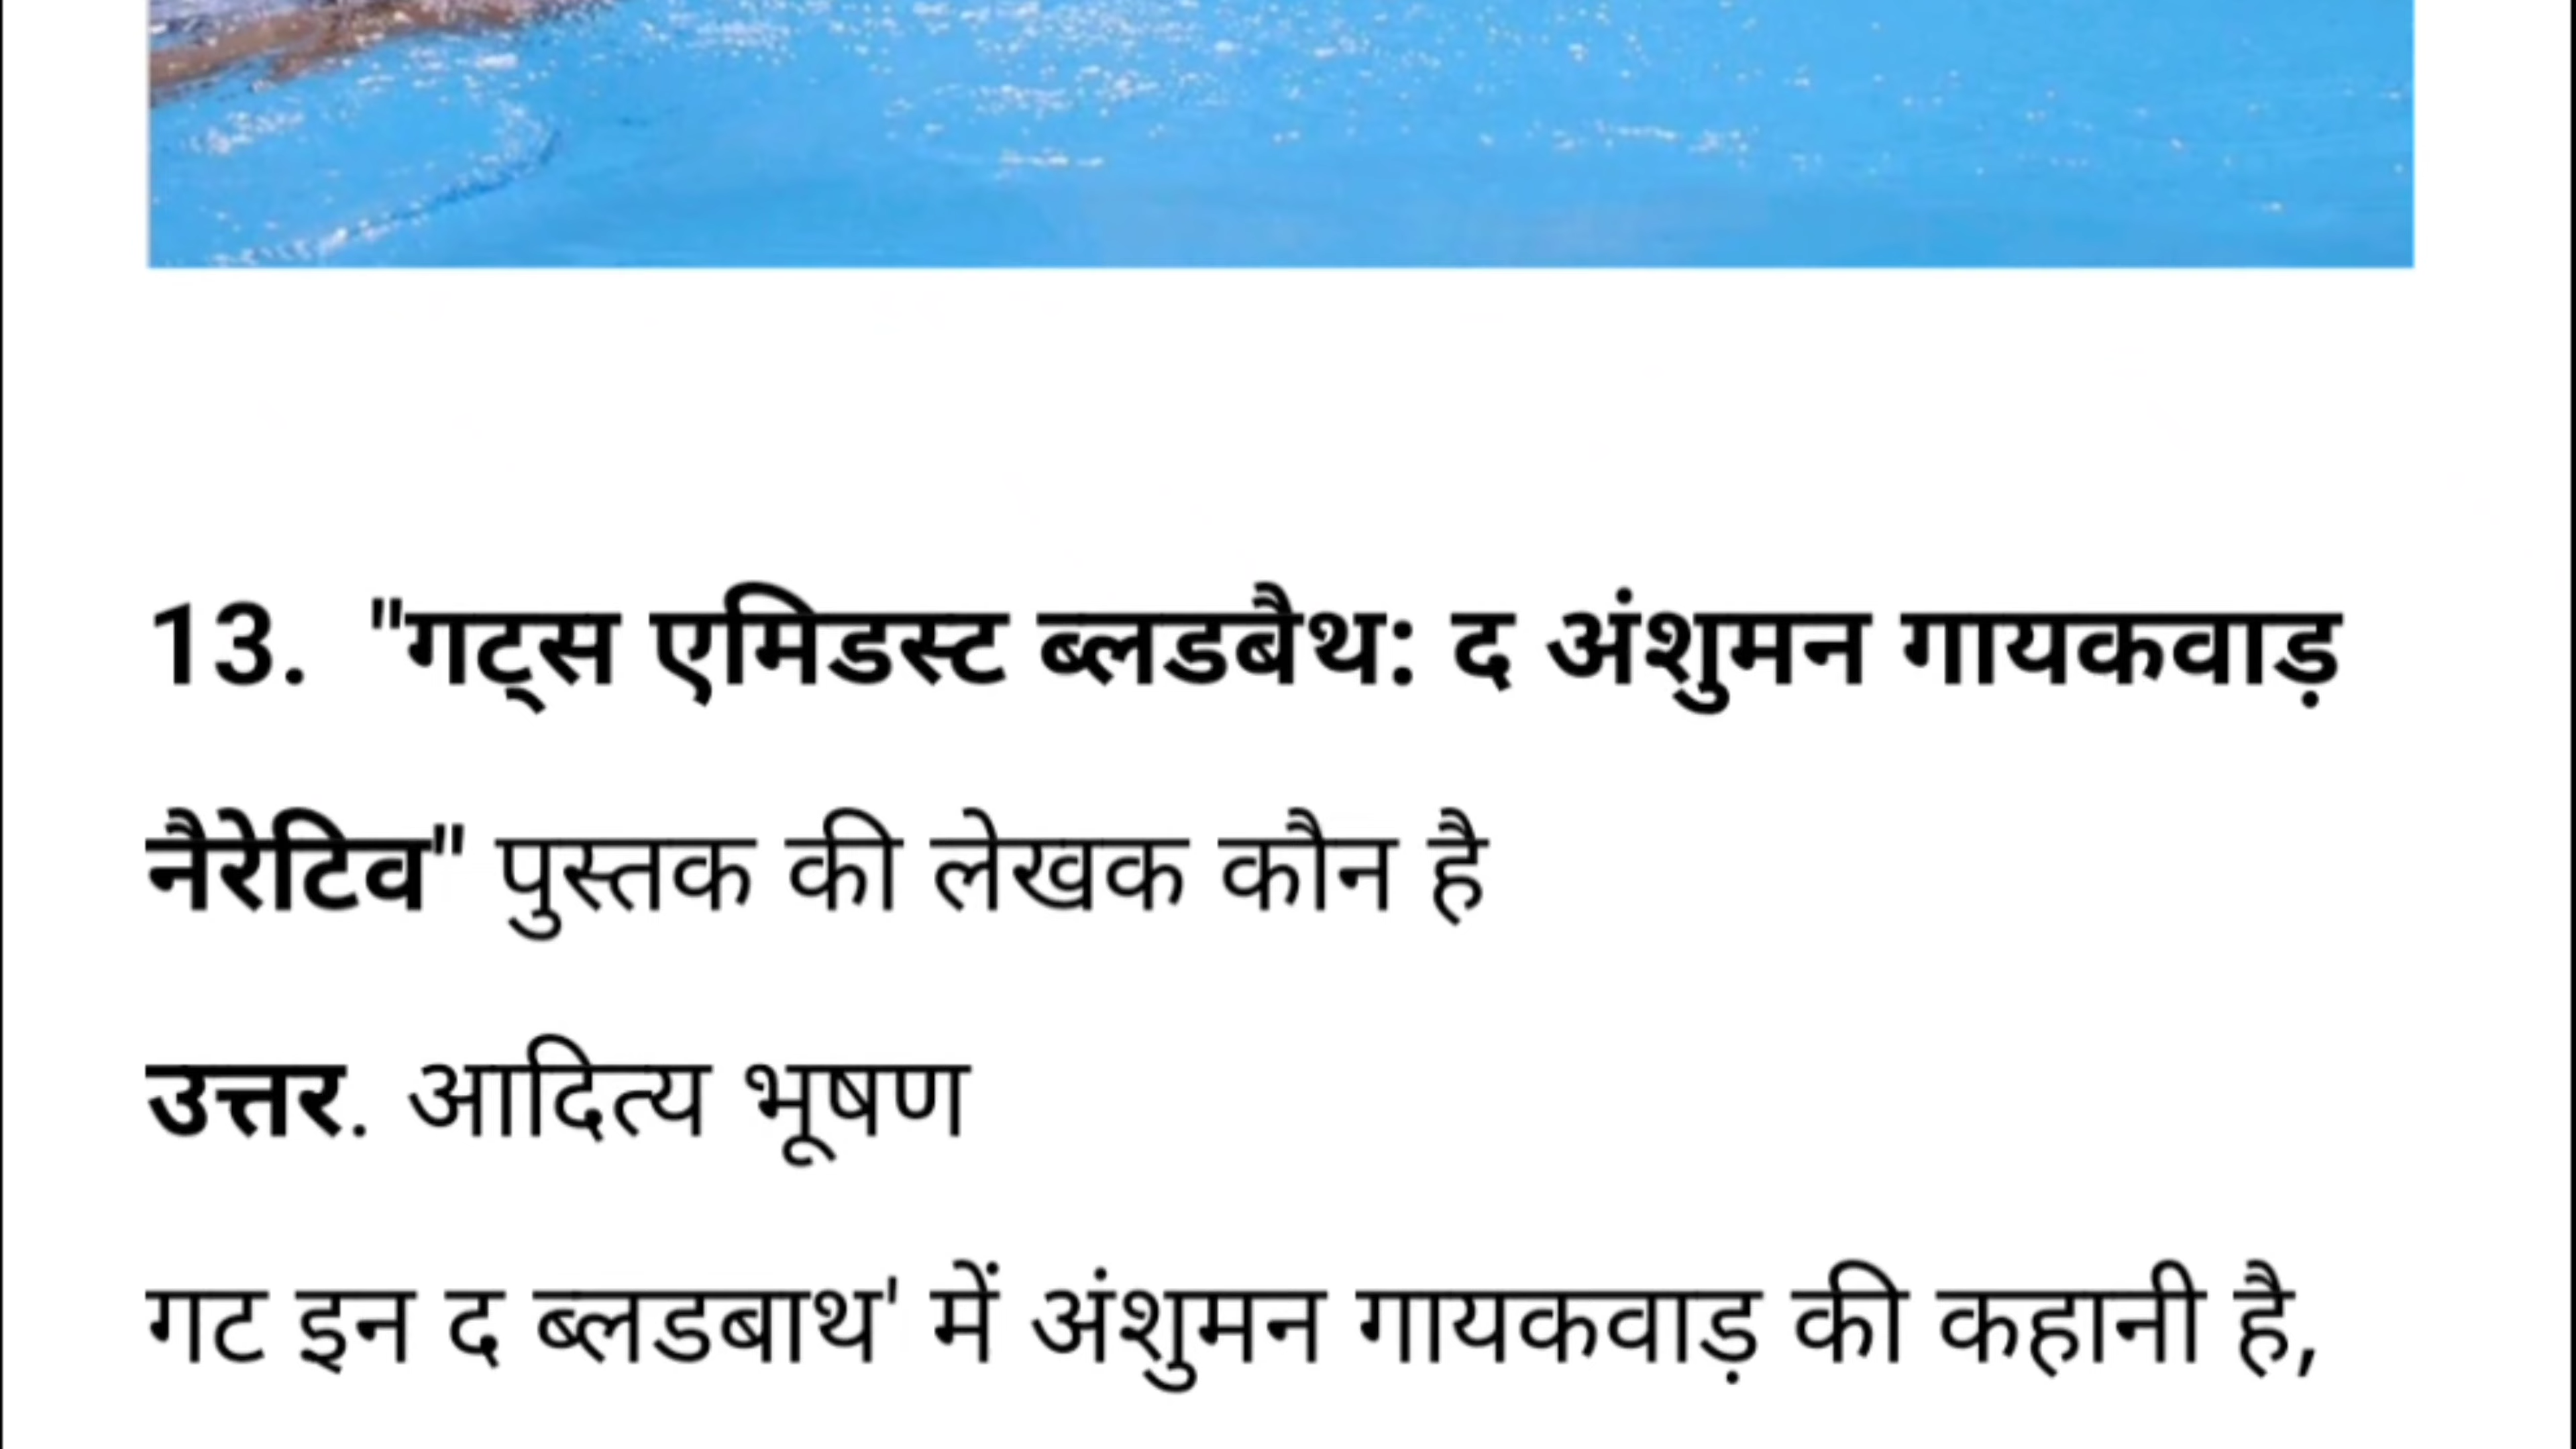 13. "गट्स एमिडस्ट ब्लडबैथ: द अंशुमन गायकवाड़
नैरेटिव" पुस्तक की लेखक कौन है
उत्तर. आदित्य भूषण
गट इन द ब्लडबाथ' में अंशुमन गायकवाड़ की कहानी है,